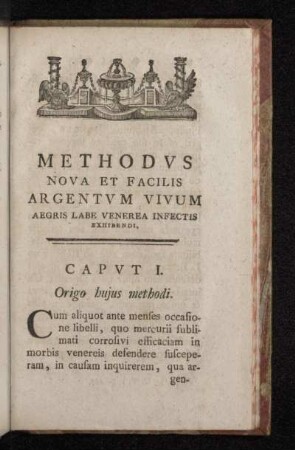 METHODVS
NOVA ET FACILIS
ARGENTVM VIVUM
AEGRIS LABE VENEREA INFECTIS
EXHIBENDI.
CAPVT I.
Origo hujus methodi.
Cum aliquot ante menses occasio-
ne libelli, quo mercurii subli-
mati corrosivi efficaciam in
morbis venereis defendere suscepe-
ram, in causam inquirerem, qua ar-
gen-